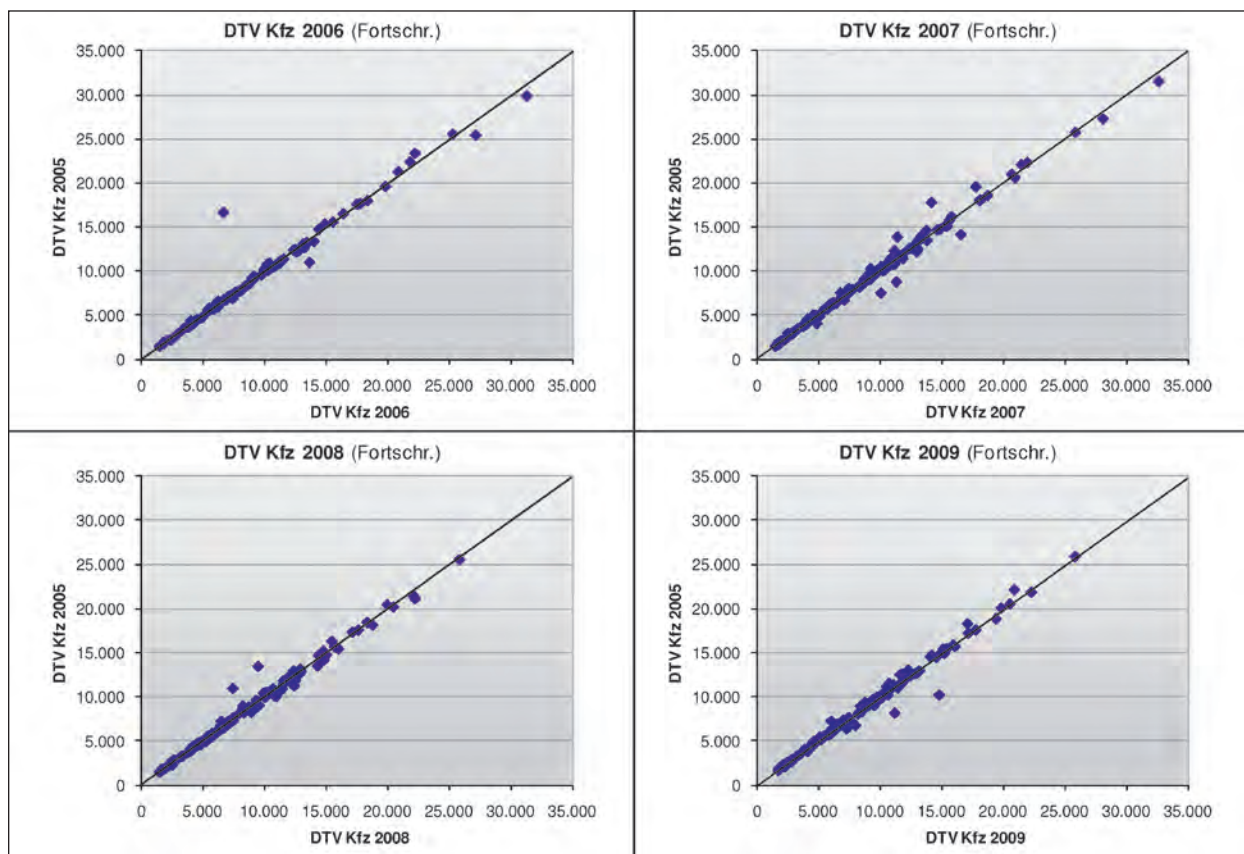 DTV Kfz 2006 (Fortschr.)
35.000
30.000
25.000
20.000
15.000
10.000
5.000
0
DTV Kfz 2005
0 5.000 10.000 15.000 20.000 25.000 30.000 35.000
DTV Kfz 2006
DTV Kfz 2007 (Fortschr.)
35.000
30.000
25.000
20.000
15.000
10.000
5.000
0
DTV Kfz 2005
0 5.000 10.000 15.000 20.000 25.000 30.000 35.000
DTV Kfz 2007
DTV Kfz 2008 (Fortschr.)
35.000
30.000
25.000
20.000
15.000
10.000
5.000
0
DTV Kfz 2005
0 5.000 10.000 15.000 20.000 25.000 30.000 35.000
DTV Kfz 2008
DTV Kfz 2009 (Fortschr.)
35.000
30.000
25.000
20.000
15.000
10.000
5.000
0
DTV Kfz 2005
0 5.000 10.000 15.000 20.000 25.000 30.000 35.000
DTV Kfz 2009